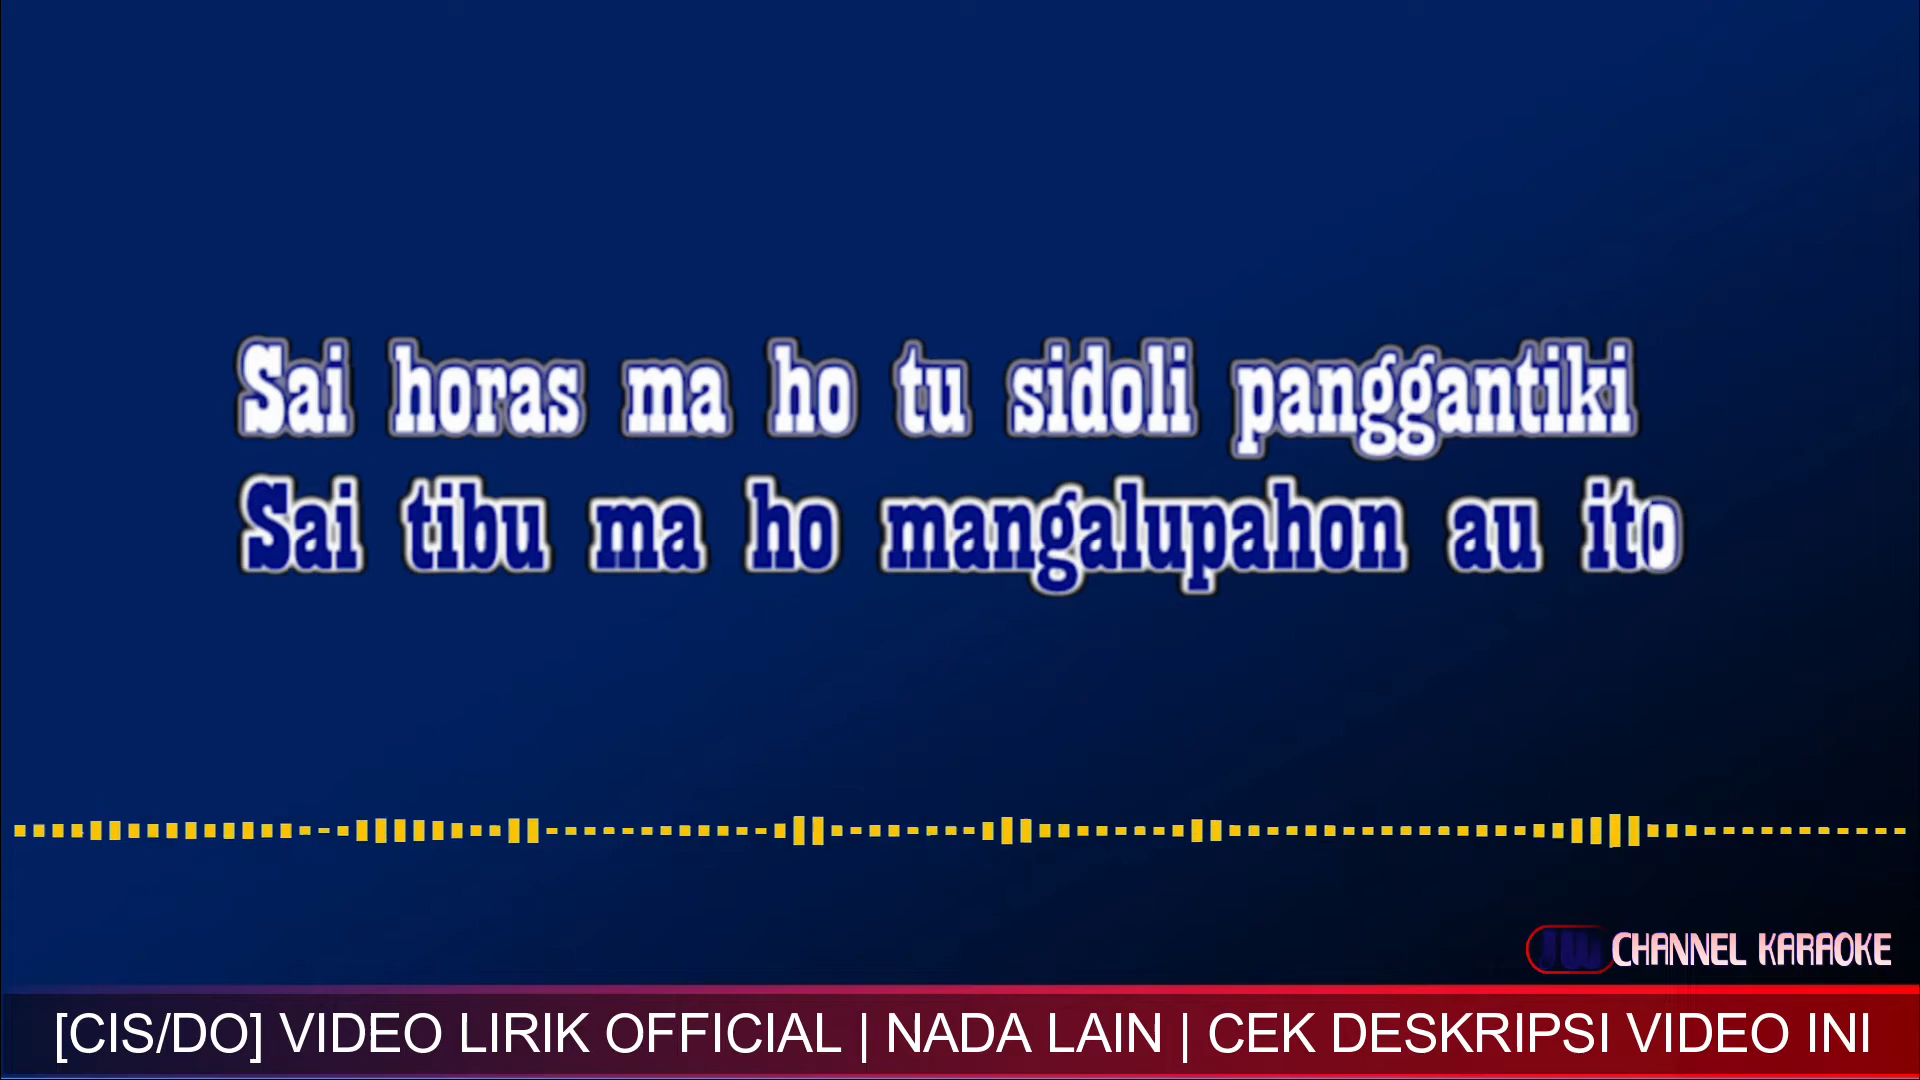 Sai horas ma ho tu sidoli panggantiki
Sai tibu ma ho mangalupahon au ito
JW CHANNEL KARAOKE
[CIS/DO] VIDEO LIRIK OFFICIAL | NADA LAIN | CEK DESKRIPSI VIDEO INI